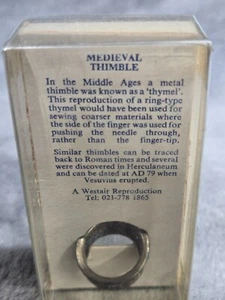 MEDIEVAL
THIMBLE
In the Middle Ages a metal
thimble was known as a 'thymel'.
This reproduction of a ring-type
thymel would have been used for
sewing coarser materials where
the side of the finger was used for
pushing the needle through,
rather than the finger-tip.
Similar thimbles can be traced
back to Roman times and several
were discovered in Herculaneum
and can be dated at AD 79 when
Vesuvius erupted.
A Westair Reproduction
Tel: 021-778 1865